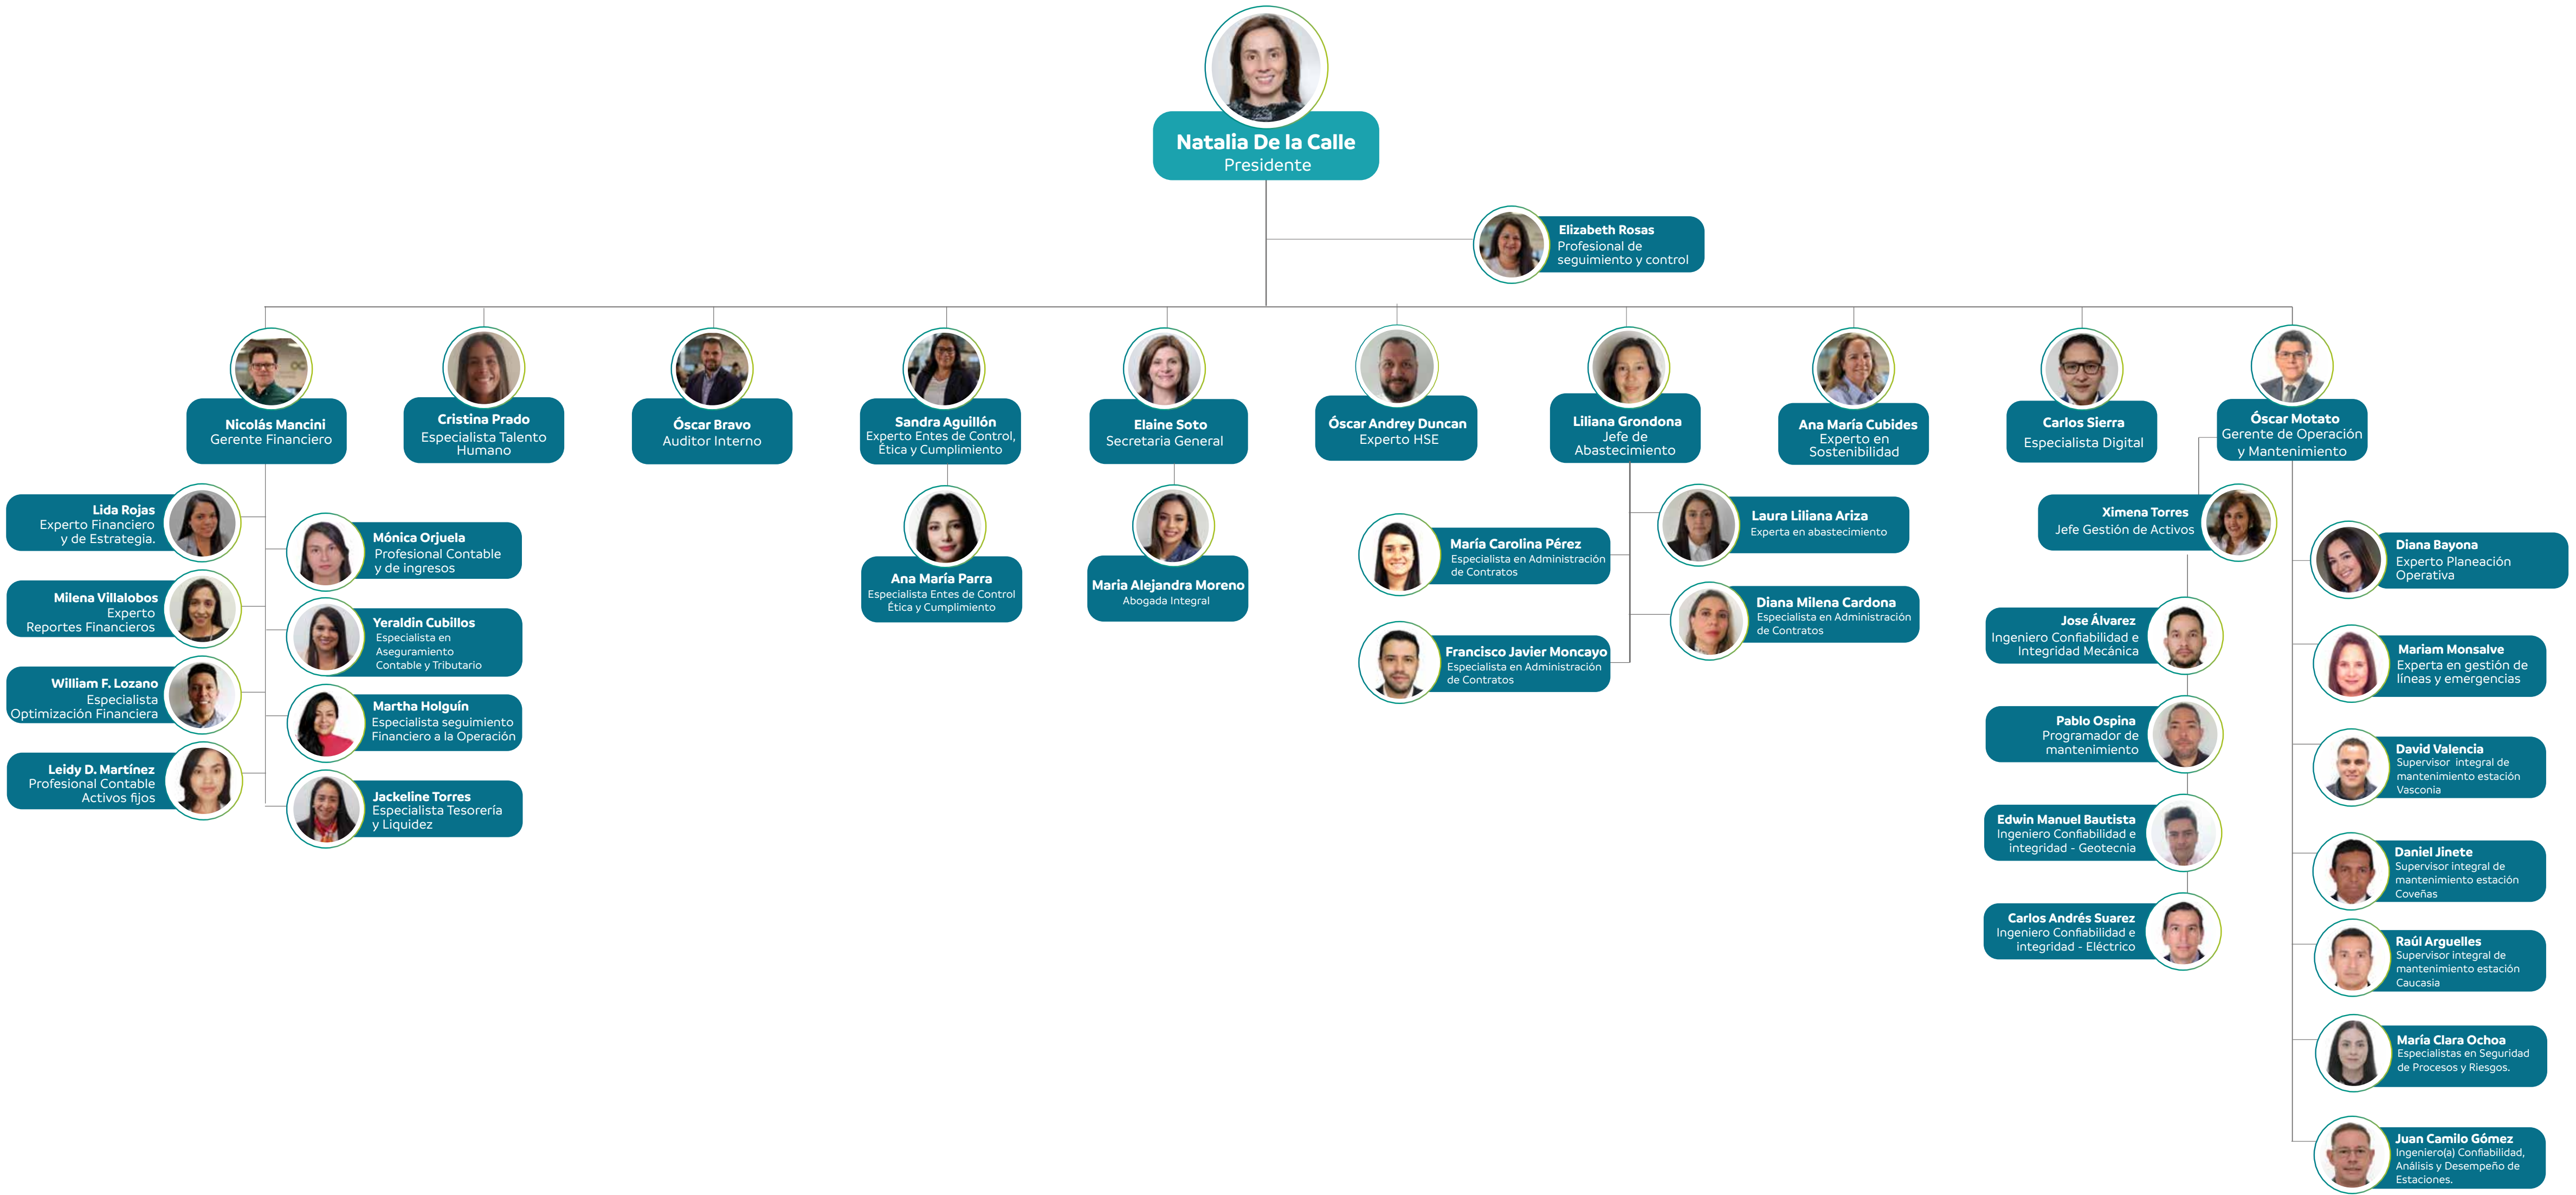 Natalia De la Calle
Presidente
Elizabeth Rosas
Profesional de
seguimiento y control
Nicolás Mancini
Gerente Financiero
Cristina Prado
Especialista Talento
Humano
Óscar Bravo
Auditor Interno
Sandra Aguillón
Experto Entes de Control,
Ética y Cumplimiento
Elaine Soto
Secretaria General
Óscar Andrey Duncan
Experto HSE
Liliana Grondona
Jefe de
Abastecimiento
Ana María Cubides
Experto en
Sostenibilidad
Carlos Sierra
Especialista Digital
Óscar Motato
Gerente de Operación
y Mantenimiento
Lida Rojas
Experto Financiero
y de Estrategia.
Milena Villalobos
Experto
Reportes Financieros
William F. Lozano
Especialista
Optimización Financiera
Leidy D. Martínez
Profesional Contable
Activos fijos
Mónica Orjuela
Profesional Contable
y de ingresos
Yeraldin Cubillos
Especialista en
Aseguramiento
Contable y Tributario
Martha Holguín
Especialista seguimiento
Financiero a la Operación
Jackeline Torres
Especialista Tesorería
y Liquidez
Ana María Parra
Especialista Entes de Control
Ética y Cumplimiento
Maria Alejandra Moreno
Abogada Integral
María Carolina Pérez
Especialista en Administración
de Contratos
Francisco Javier Moncayo
Especialista en Administración
de Contratos
Laura Liliana Ariza
Experta en abastecimiento
Diana Milena Cardona
Especialista en Administración
de Contratos
Ximena Torres
Jefe Gestión de Activos
Jose Álvarez
Ingeniero Confiabilidad e
Integridad Mecánica
Pablo Ospina
Programador de
mantenimiento
Edwin Manuel Bautista
Ingeniero Confiabilidad e
integridad - Geotecnia
Carlos Andrés Suarez
Ingeniero Confiabilidad e
integridad - Eléctrico
Diana Bayona
Experto Planeación
Operativa
Mariam Monsalve
Experta en gestión de
líneas y emergencias
David Valencia
Supervisor integral de
mantenimiento estación
Vasconia
Daniel Jinete
Supervisor integral de
mantenimiento estación
Coveñas
Raúl Arguelles
Supervisor integral de
mantenimiento estación
Caucasia
María Clara Ochoa
Especialistas en Seguridad
de Procesos y Riesgos.
Juan Camilo Gómez
Ingeniero(a) Confiabilidad,
Análisis y Desempeño de
Estaciones.